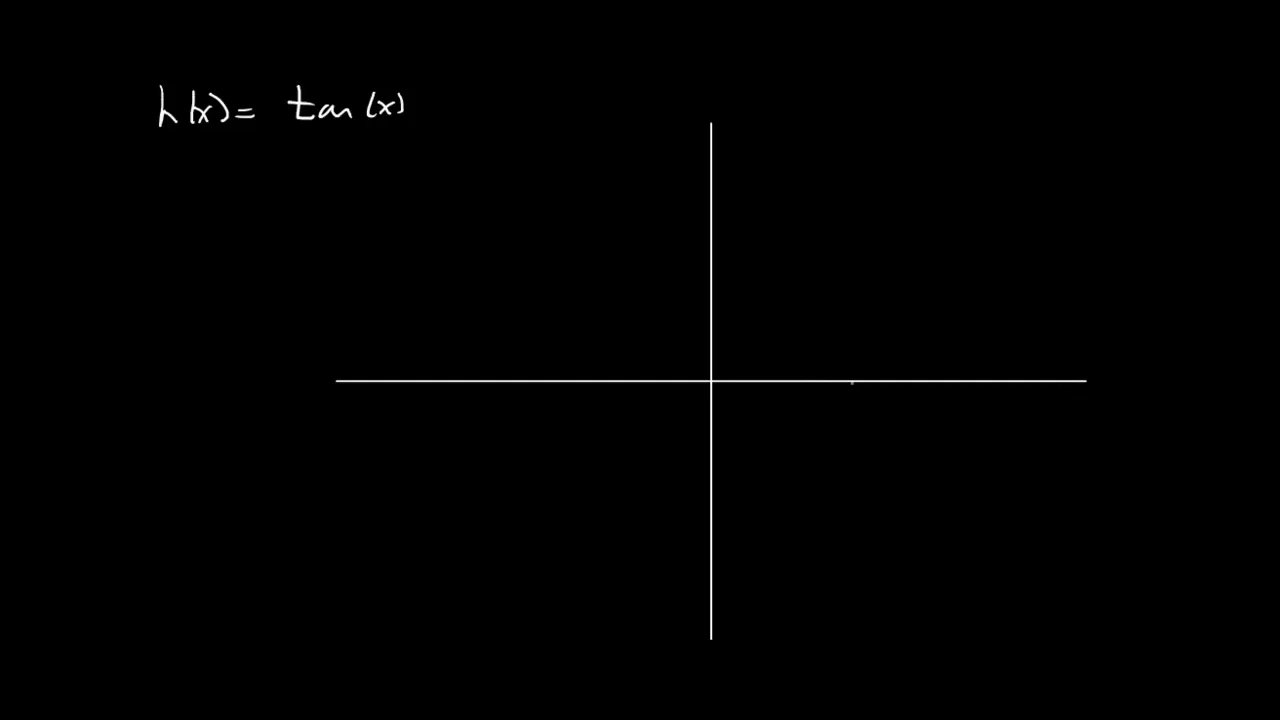 h(x) = tan(x)